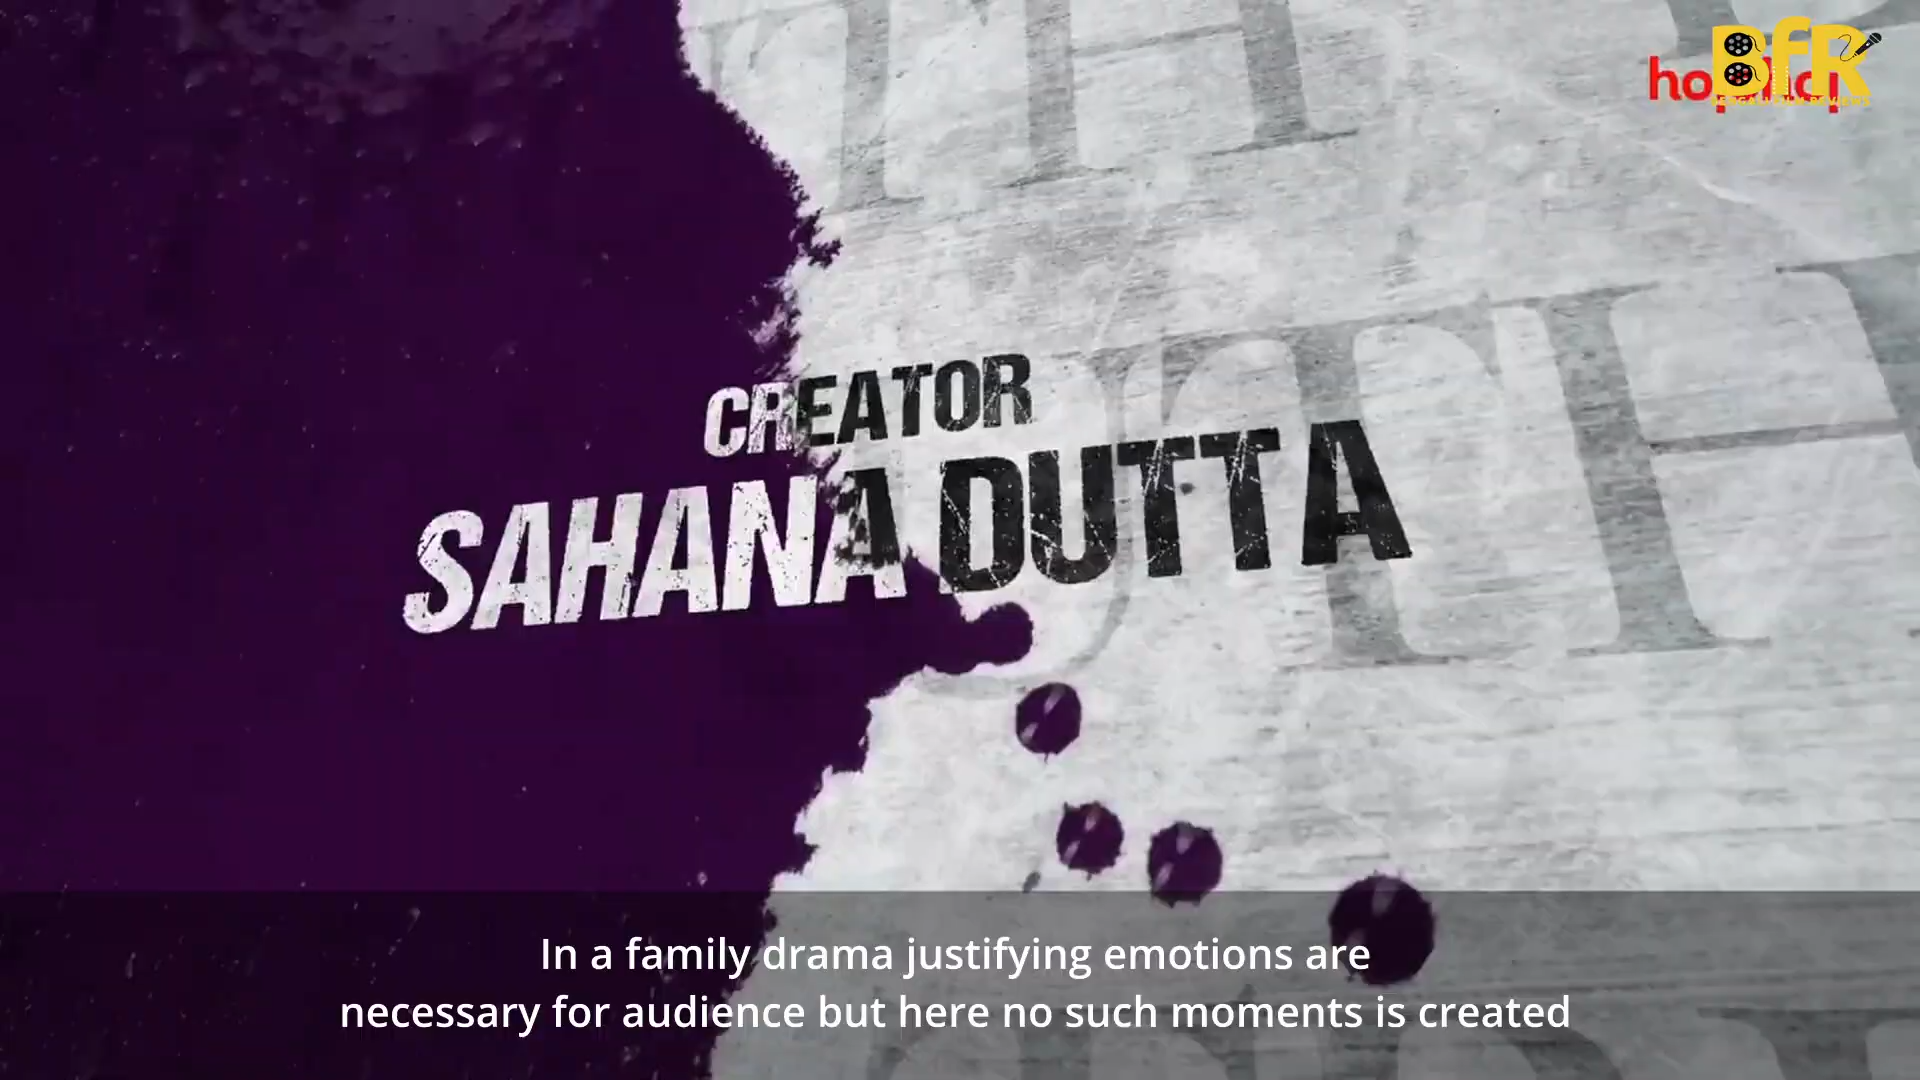 BfR
CREATOR
SAHANA DUTTA
In a family drama justifying emotions are
necessary for audience but here no such moments is created